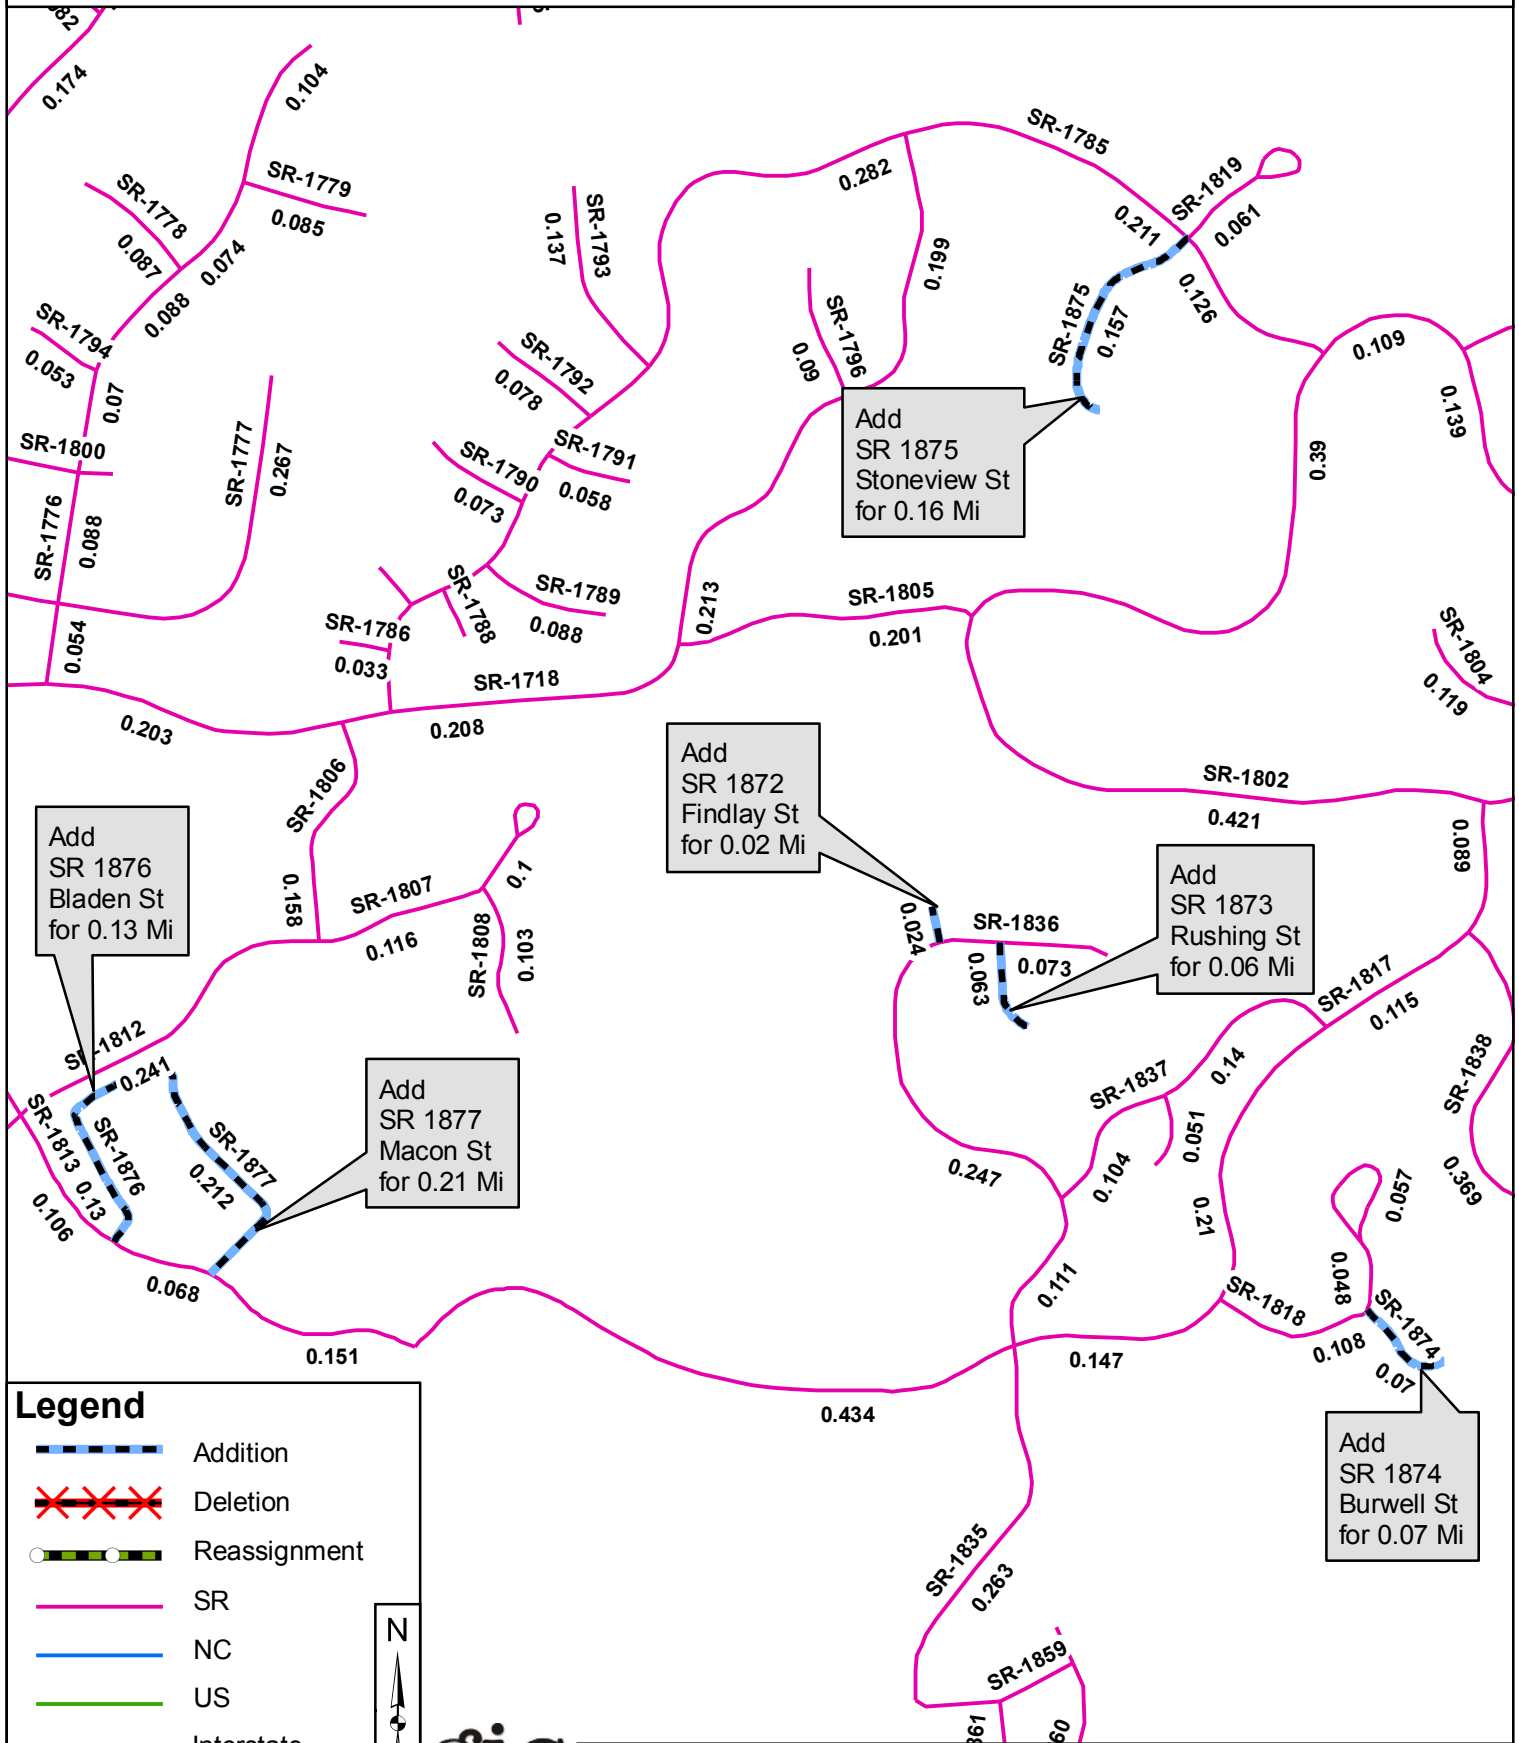 0.174
0.104
SR-1785
SR-1779
0.085
SR-1778
0.087
0.074
0.088
SR-1794
0.053
0.07
SR-1800
SR-1777
0.267
SR-1776
0.088
0.054
SR-1793
0.137
0.282
0.199
SR-1819
0.211
0.061
0.126
SR-1875
0.157
0.109
0.139
0.39
SR-1792
0.078
SR-1796
0.09
SR-1791
0.058
SR-1790
0.073
Add
SR 1875
Stoneview St
for 0.16 Mi
SR-1789
0.088
SR-1788
SR-1786
0.033
0.213
SR-1805
0.201
SR-1804
0.119
SR-1718
0.208
0.203
SR-1806
0.158
Add
SR 1872
Findlay St
for 0.02 Mi
SR-1802
0.421
0.089
Add
SR 1876
Bladen St
for 0.13 Mi
SR-1807
0.116
0.1
SR-1808
0.103
0.024
SR-1836
0.073
0.063
Add
SR 1873
Rushing St
for 0.06 Mi
SR-1817
0.115
SR-1838
0.369
SR-1812
0.241
SR-1813
0.106
SR-1876
0.13
SR-1877
0.212
Add
SR 1877
Macon St
for 0.21 Mi
0.068
0.151
0.247
SR-1837
0.14
0.051
0.104
0.111
0.21
0.057
0.048
SR-1818
0.108
SR-1874
0.07
0.147
0.434
Add
SR 1874
Burwell St
for 0.07 Mi
SR-1835
0.263
SR-1859
361
60
Legend
Addition
Deletion
Reassignment
SR
NC
US
Interstate
N